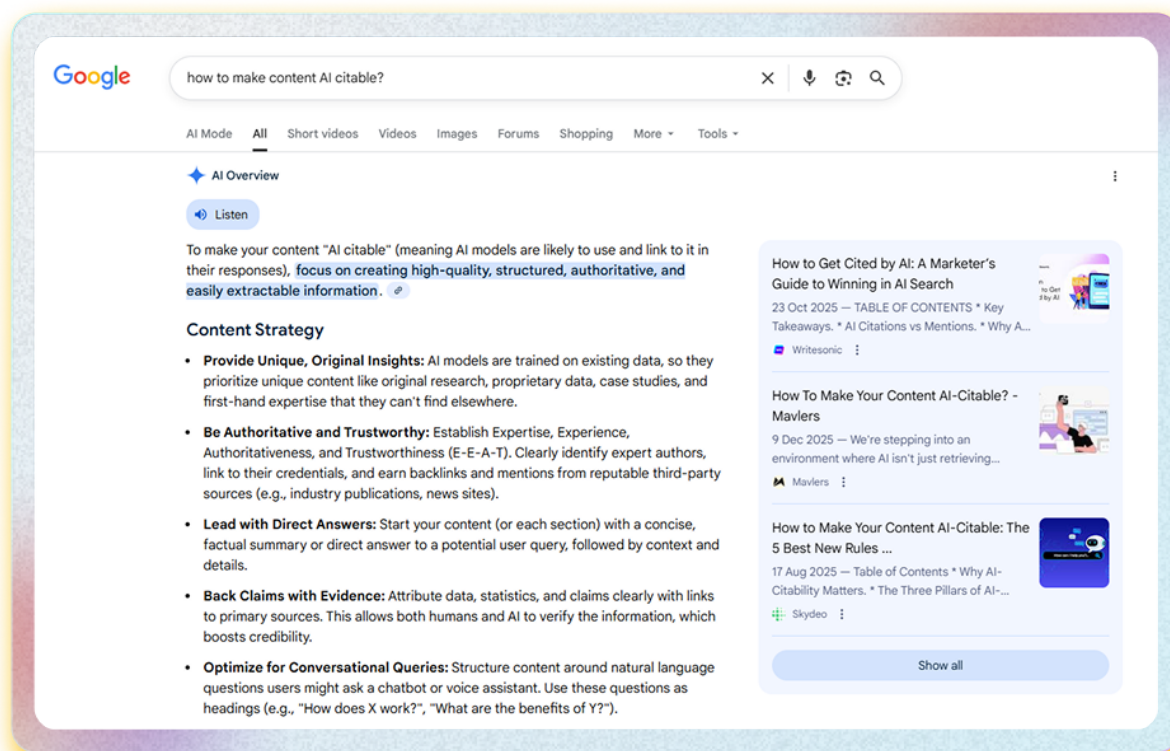 Google
how to make content AI citable?
AI Mode All Short videos Videos Images Forums Shopping More Tools
AI Overview
Listen
To make your content "AI citable" (meaning AI models are likely to use and link to it in
their responses), focus on creating high-quality, structured, authoritative, and
easily extractable information.
Content Strategy
• Provide Unique, Original Insights: AI models are trained on existing data, so they
prioritize unique content like original research, proprietary data, case studies, and
first-hand expertise that they can't find elsewhere.
• Be Authoritative and Trustworthy: Establish Expertise, Experience,
Authoritativeness, and Trustworthiness (E-E-A-T). Clearly identify expert authors,
link to their credentials, and earn backlinks and mentions from reputable third-party
sources (e.g., industry publications, news sites).
• Lead with Direct Answers: Start your content (or each section) with a concise,
factual summary or direct answer to a potential user query, followed by context and
details.
• Back Claims with Evidence: Attribute data, statistics, and claims clearly with links
to primary sources. This allows both humans and AI to verify the information, which
boosts credibility.
• Optimize for Conversational Queries: Structure content around natural language
questions users might ask a chatbot or voice assistant. Use these questions as
headings (e.g., "How does X work?", "What are the benefits of Y?").
How to Get Cited by AI: A Marketer's
Guide to Winning in AI Search
23 Oct 2025 — TABLE OF CONTENTS * Key
Takeaways. * AI Citations vs Mentions. * Why A...
Writesonic
How To Make Your Content AI-Citable? -
Mavlers
9 Dec 2025 — We're stepping into an
environment where AI isn't just retrieving...
Mavlers
How to Make Your Content AI-Citable: The
5 Best New Rules ...
17 Aug 2025 — Table of Contents * Why AI-
Citability Matters. * The Three Pillars of AI-...
Skydeo
Show all